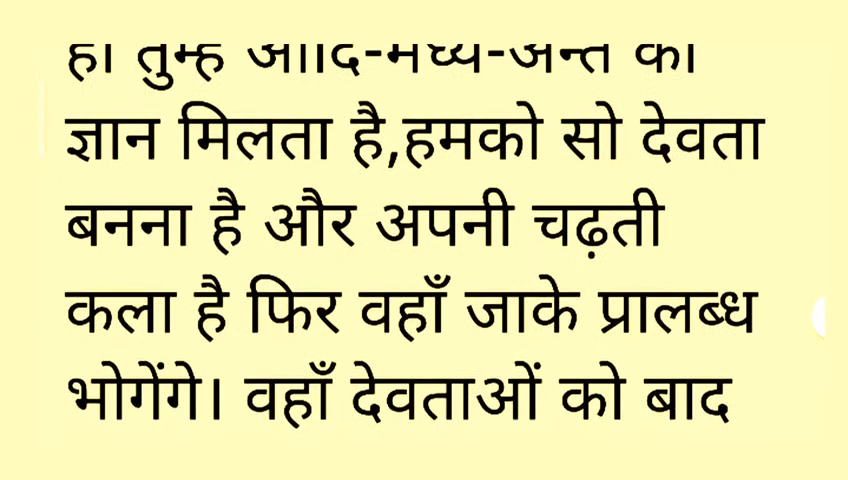 तुम्हें आदि-मध्य-अन्त का
ज्ञान मिलता है,हमको सो देवता
बनना है और अपनी चढ़ती
कला है फिर वहाँ जाके प्रालब्ध
भोगेंगे। वहाँ देवताओं को बाद